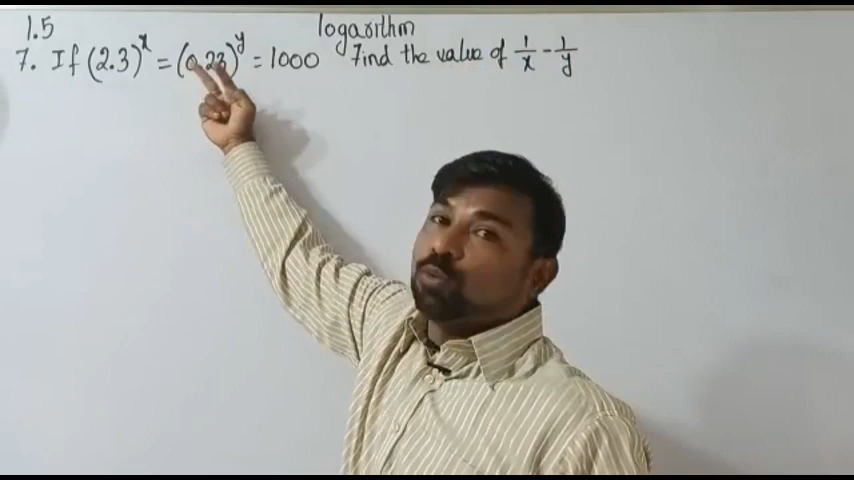 1.5 logarithm
7. If (2.3)^x = (0.23)^y = 1000 Find the value of 1/x - 1/y